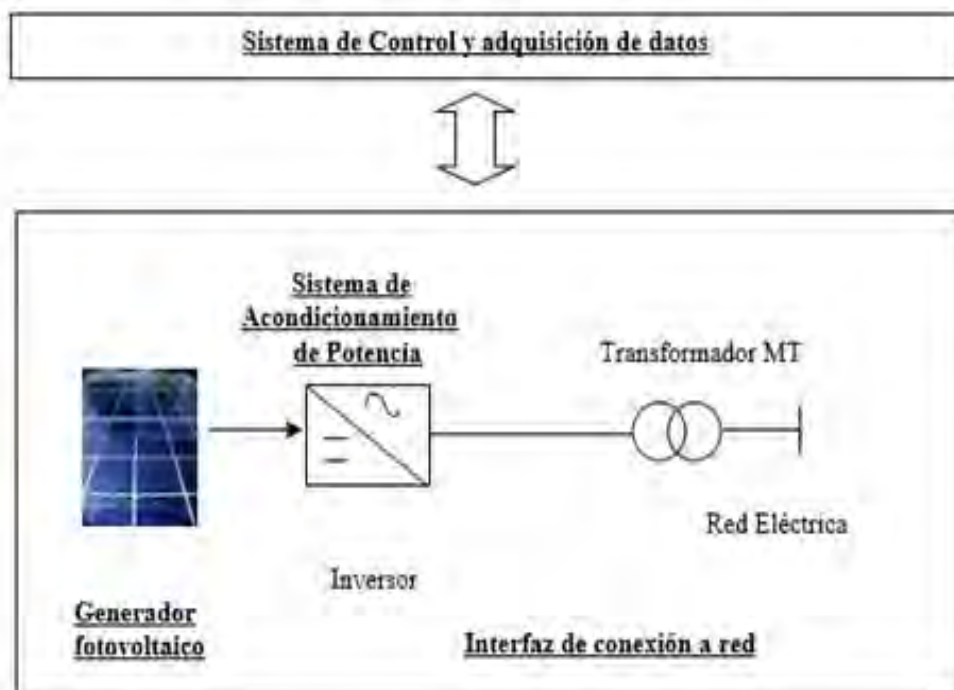 Sistema de Control y adquisición de datos
Sistema de
Acondicionamiento
de Potencia
Transformador MT
Red Eléctrica
Inversor
Generador
fotovoltaico
Interfaz de conexión a red